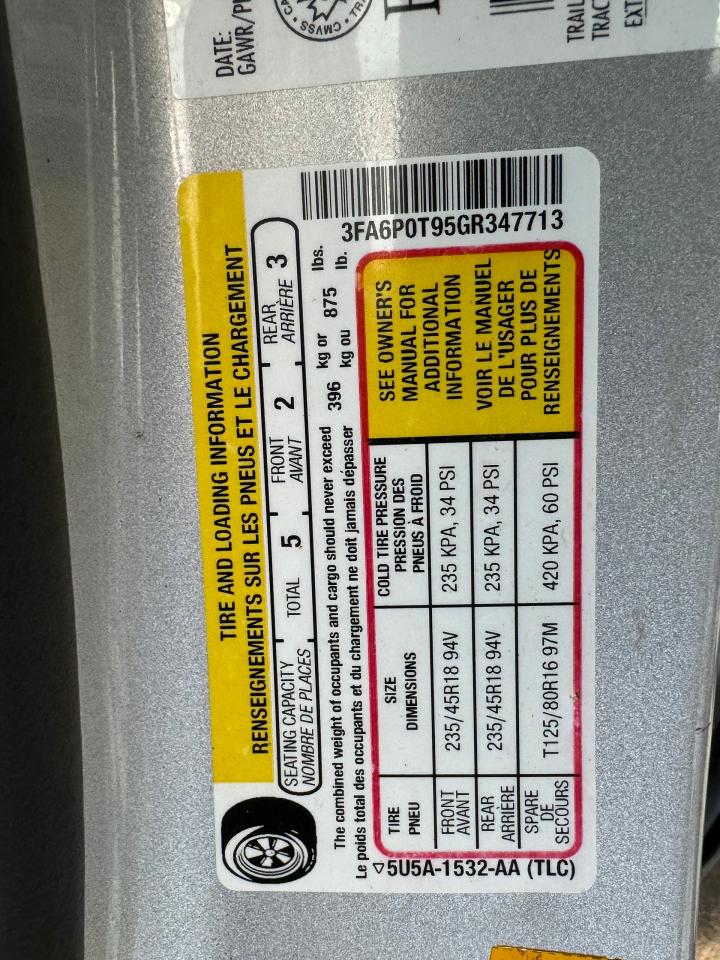 DATE:
GAWR/P
CMVSS
TRAIL
TRACT
EXT
TIRE AND LOADING INFORMATION
RENSEIGNEMENTS SUR LES PNEUS ET LE CHARGEMENT
SEATING CAPACITY
NOMBRE DE PLACES
TOTAL 5
FRONT
AVANT 2
REAR
ARRIÈRE 3
The combined weight of occupants and cargo should never exceed 396 kg or 875 lbs.
Le poids total des occupants et du chargement ne doit jamais dépasser kg ou lb.
3FA6P0T95GR347713
TIRE
PNEU
SIZE
DIMENSIONS
COLD TIRE PRESSURE
PRESSION DES
PNEUS À FROID
FRONT
AVANT
235/45R18 94V
235 KPA, 34 PSI
REAR
ARRIÈRE
235/45R18 94V
235 KPA, 34 PSI
SPARE
DE
SECOURS
T125/80R16 97M
420 KPA, 60 PSI
SEE OWNER'S
MANUAL FOR
ADDITIONAL
INFORMATION
VOIR LE MANUEL
DE L'USAGER
POUR PLUS DE
RENSEIGNEMENTS
5U5A-1532-AA (TLC)